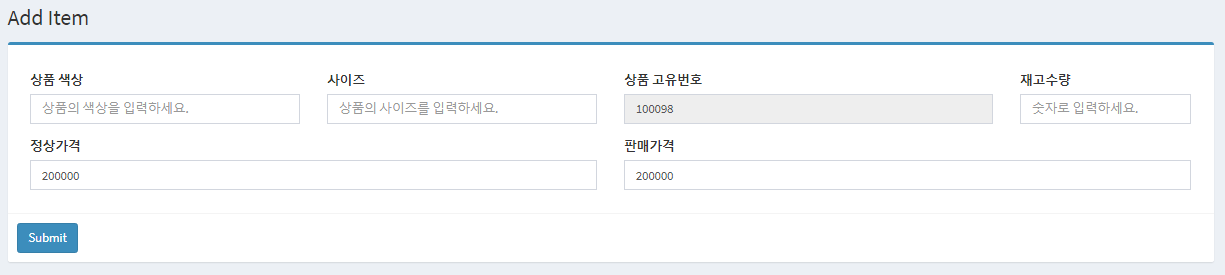 Add Item
상품 색상 사이즈 상품 고유번호 재고수량
상품의 색상을 입력하세요. 상품의 사이즈를 입력하세요. 100098 숫자로 입력하세요.
정상가격 판매가격
200000 200000
Submit